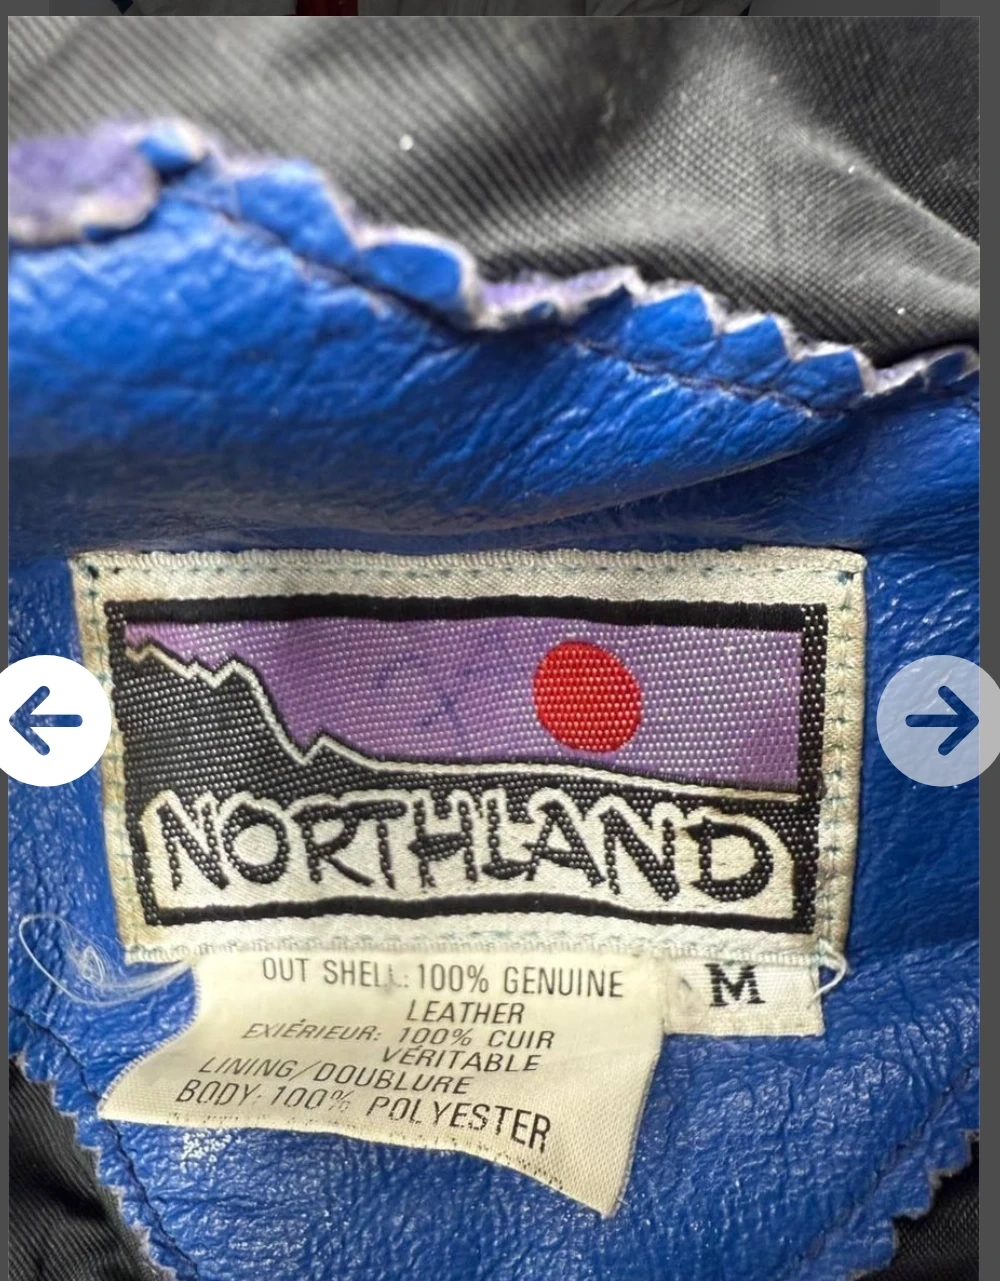 NORTHLAND
M
OUT SHELL: 100% GENUINE
LEATHER
EXIÉRIEUR: 100% CUIR
VÉRITABLE
LINING/DOUBLURE
BODY: 100% POLYESTER